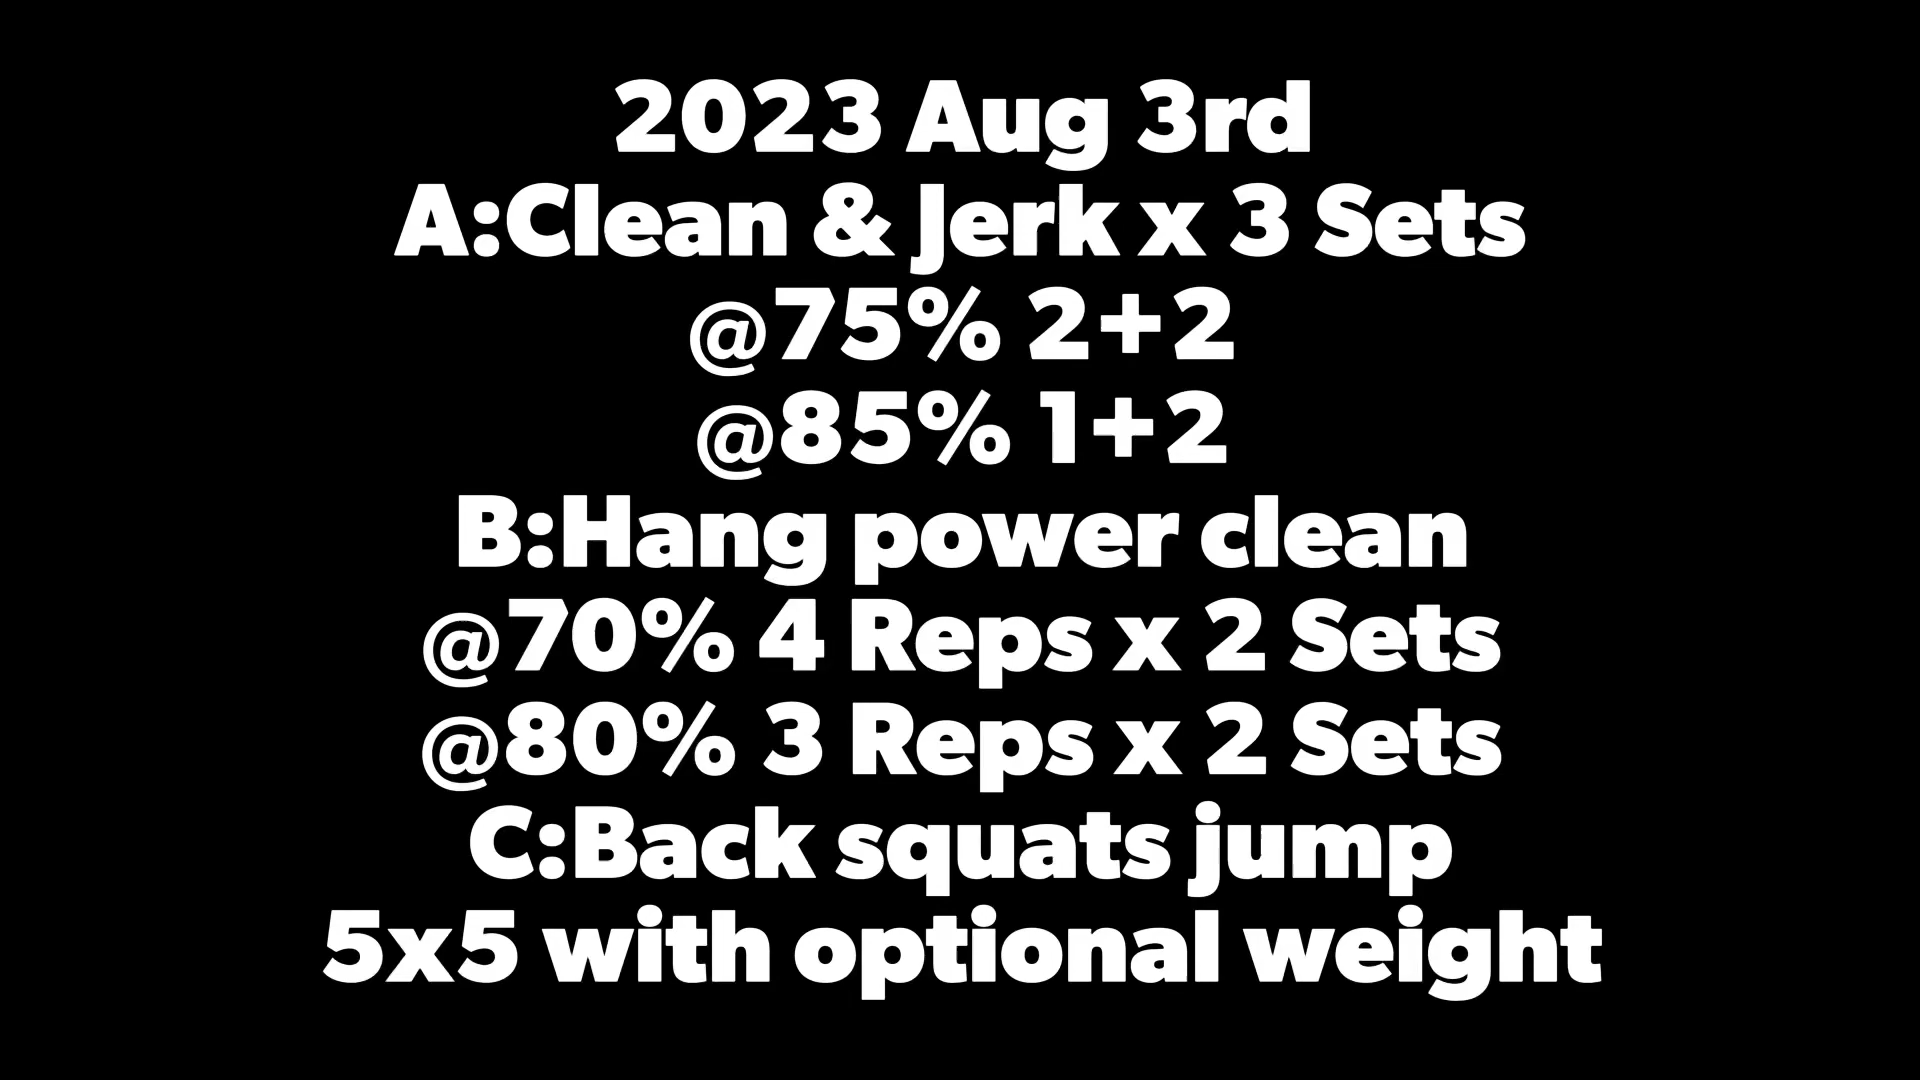 2023 Aug 3rd
A:Clean & Jerk x 3 Sets
@75% 2+2
@85% 1+2
B:Hang power clean
@70% 4 Reps x 2 Sets
@80% 3 Reps x 2 Sets
C:Back squats jump
5x5 with optional weight